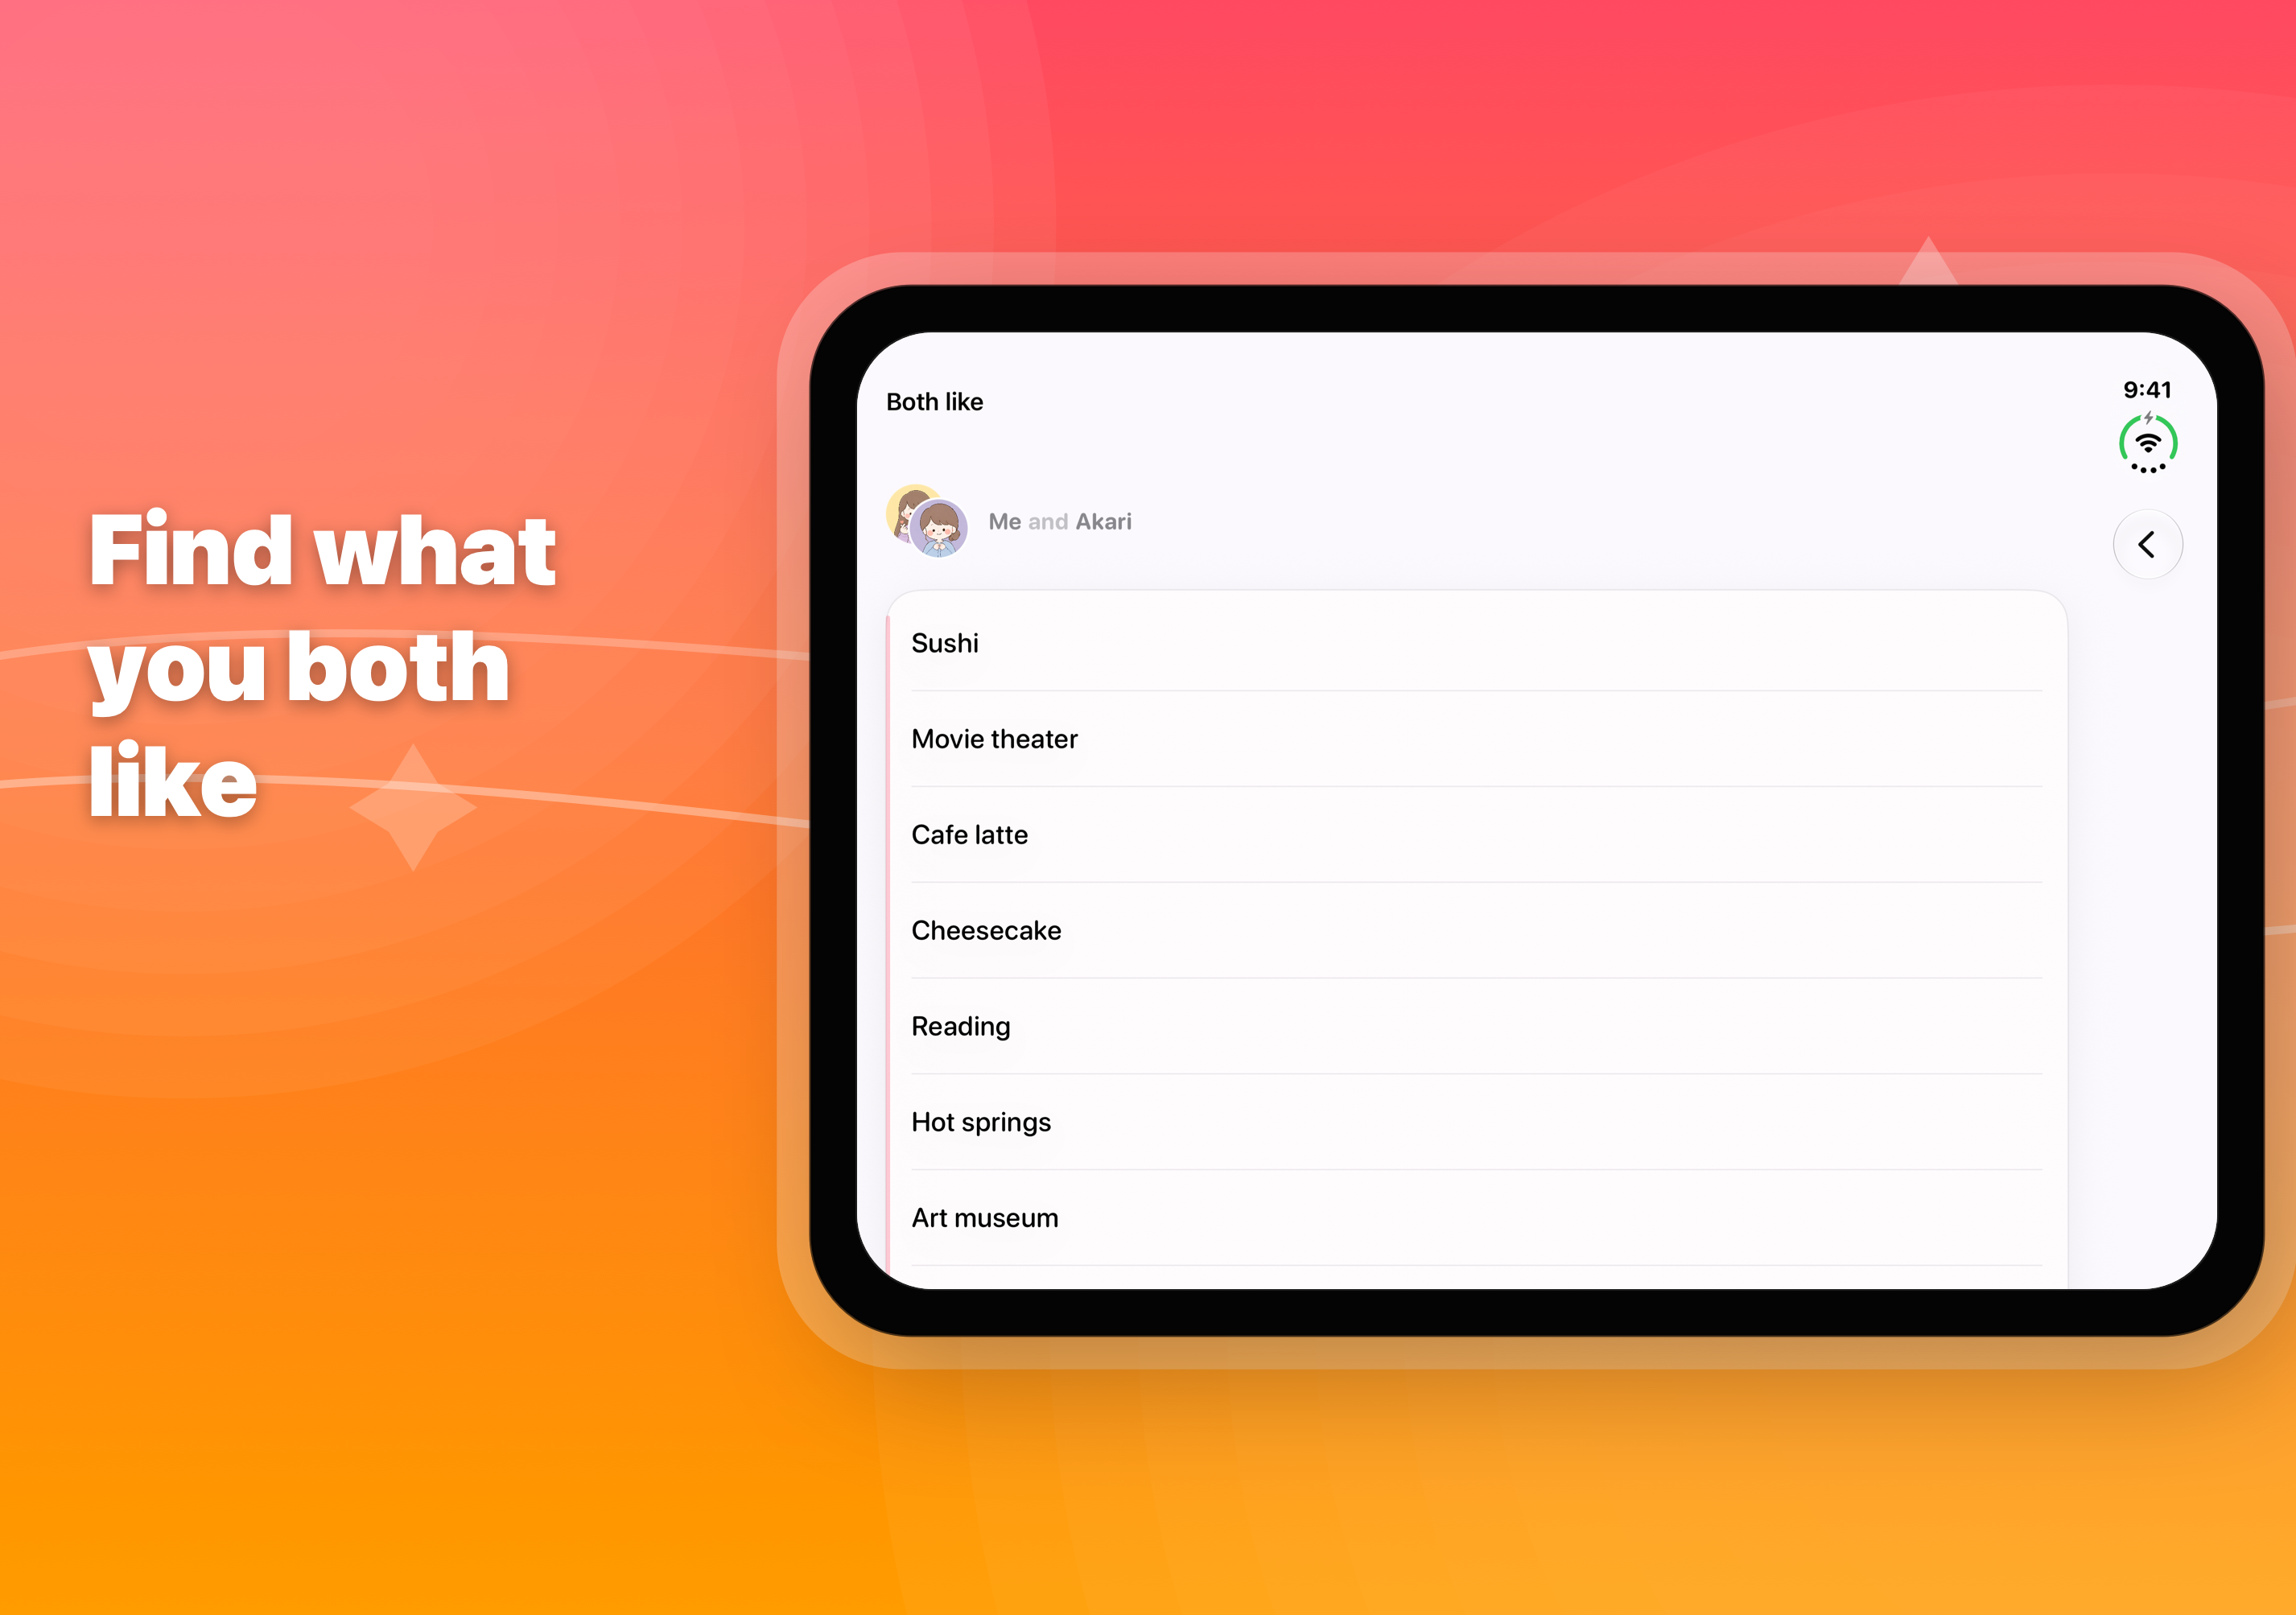 Find what
you both
like
Both like
9:41
Me and Akari
Sushi
Movie theater
Cafe latte
Cheesecake
Reading
Hot springs
Art museum